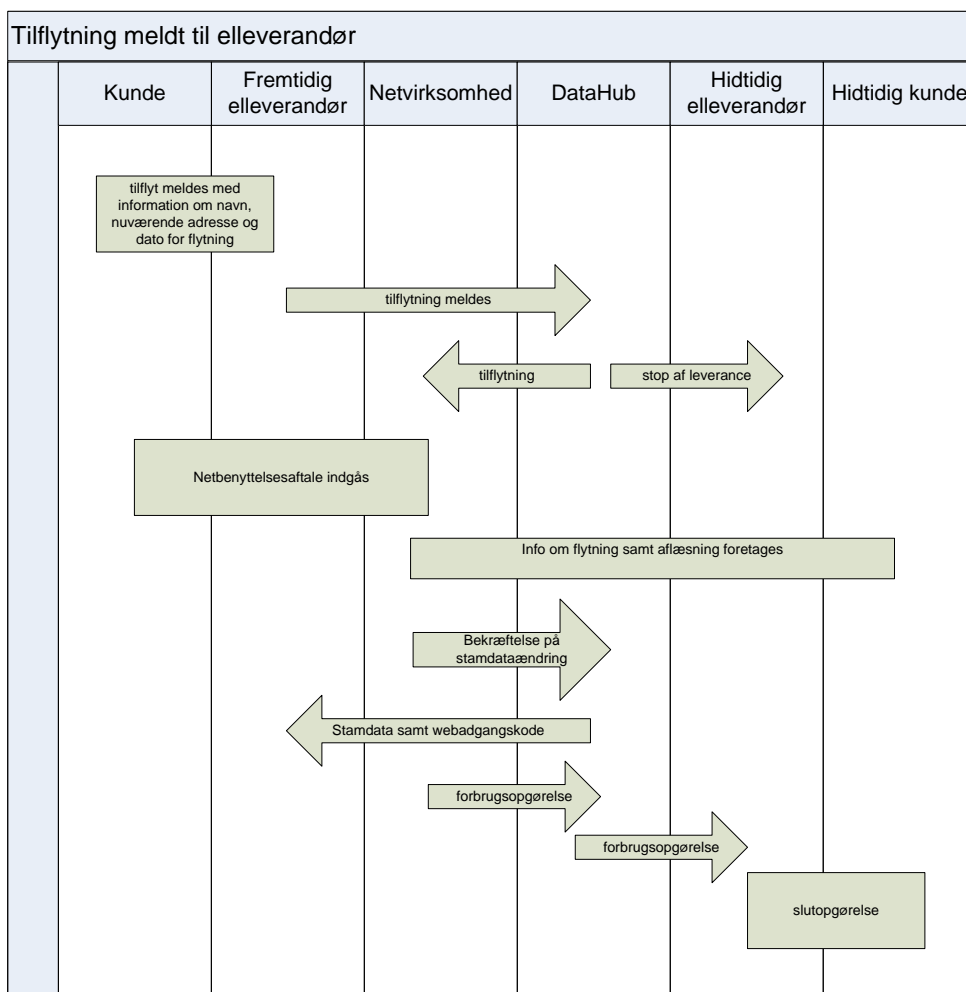 Tilflytning meldt til elleverandør
Kunde
Fremtidig
elleverandør
Netvirksomhed
DataHub
Hidtidig
elleverandør
Hidtidig kunde
tilflyt meldes med
information om navn,
nuværende adresse og
dato for flytning
tilflytning meldes
tilflytning
stop af leverance
Netbenyttelsesaftale indgås
Info om flytning samt aflæsning foretages
Bekræftelse på
stamdataændring
Stamdata samt webadgangskode
forbrugsopgørelse
forbrugsopgørelse
slutopgørelse